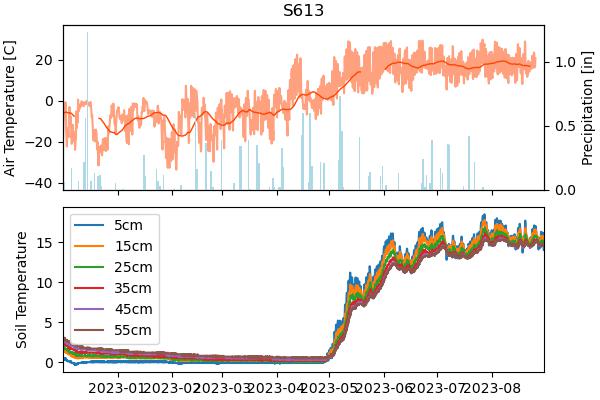 S613
Air Temperature [C]
20
0
−20
−40
1.0
0.5
0.0
Precipitation [in]
Soil Temperature
15
10
5
0
5cm
15cm
25cm
35cm
45cm
55cm
2023-01 2023-02 2023-03 2023-04 2023-05 2023-06 2023-07 2023-08